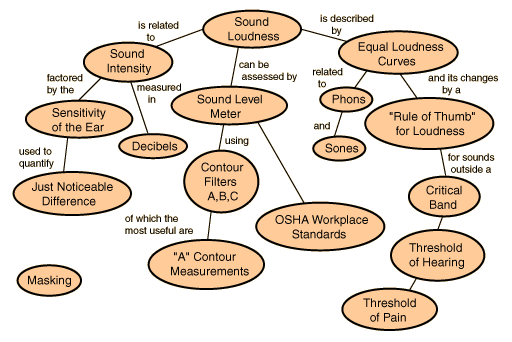 Sound
Loudness
is related
to
is described
by
Sound
Intensity
can be
assessed by
Equal Loudness
Curves
factored
by the
measured
in
related
to
and its changes
by a
Sound Level
Meter
Phons
Sensitivity
of the Ear
"Rule of Thumb"
for Loudness
and
used to
quantify
Decibels
using
Sones
for sounds
outside a
Just Noticeable
Difference
Contour
Filters
A,B,C
Critical
Band
of which the
most useful are
OSHA Workplace
Standards
"A" Contour
Measurements
Threshold
of Hearing
Masking
Threshold
of Pain